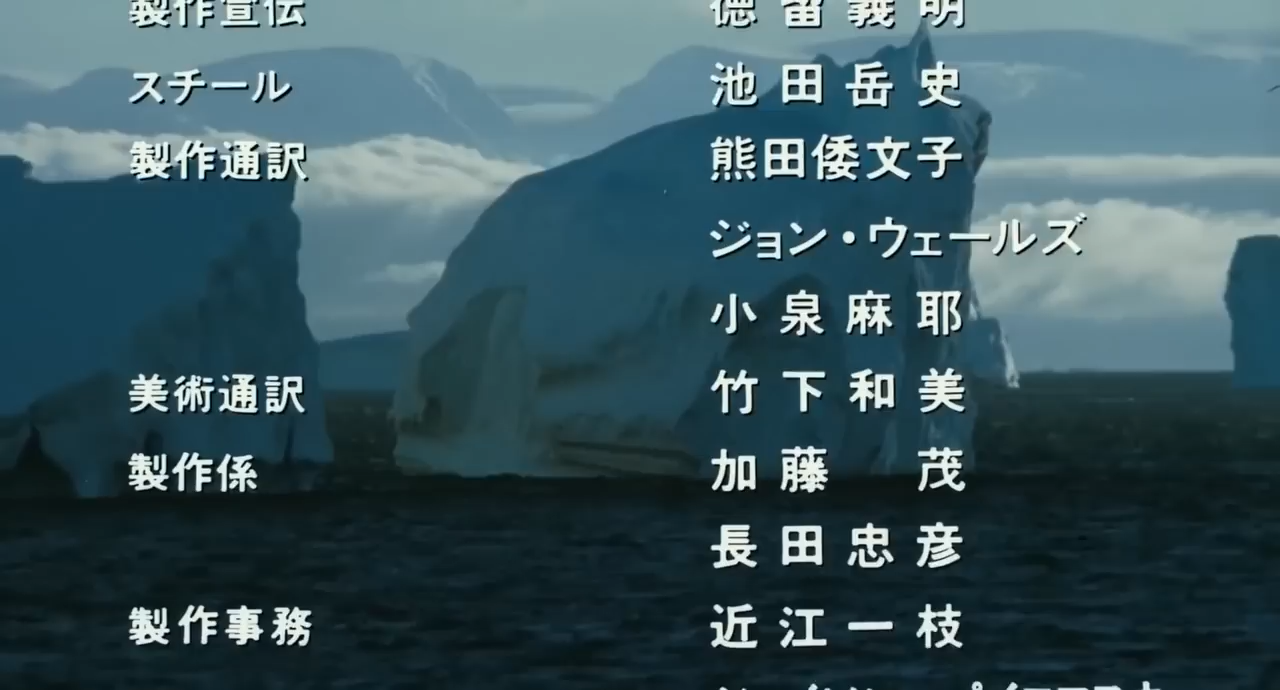 製作宣伝 徳留義明
スチール 池田岳史
製作通訳 熊田倭文子
ジョン・ウェールズ
小泉麻耶
美術通訳 竹下和美
製作係 加藤 茂
長田忠彦
製作事務 近江一枝